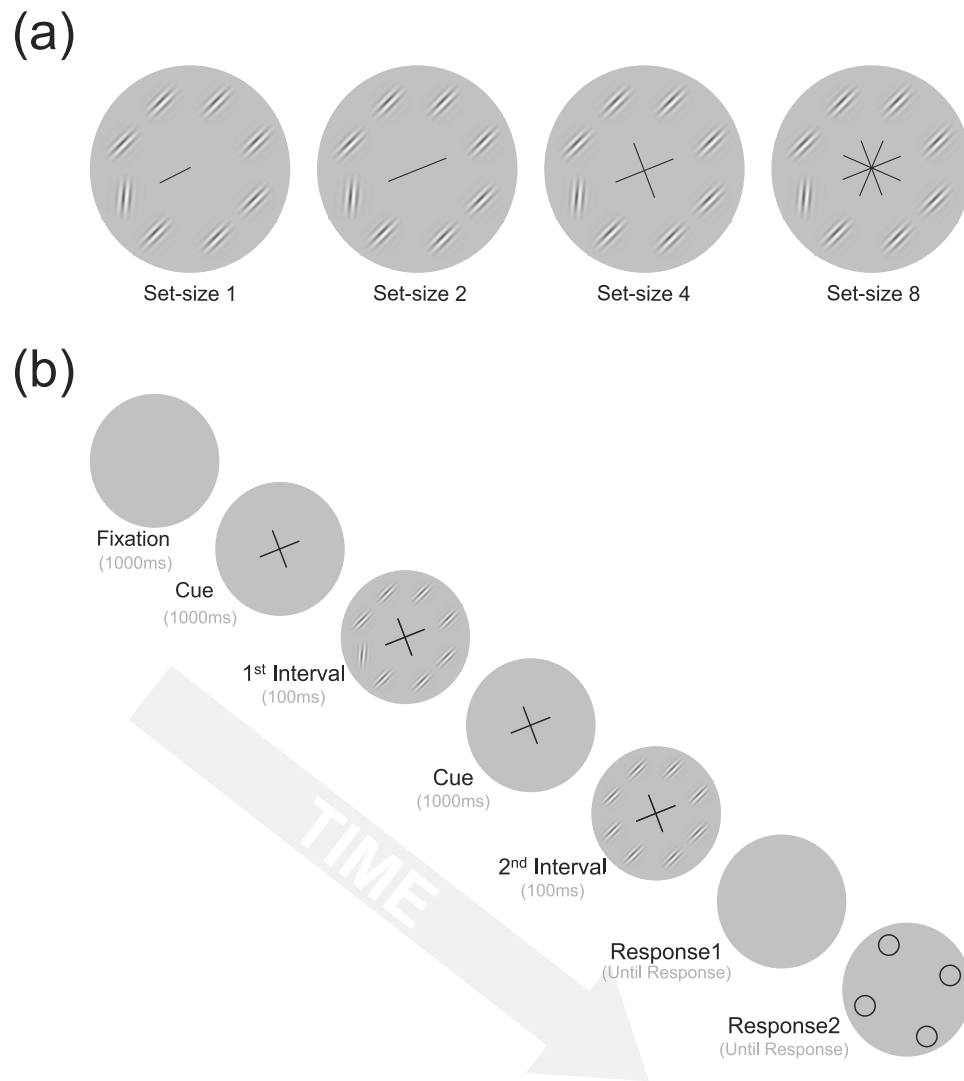 (a)
Set-size 1
Set-size 2
Set-size 4
Set-size 8
(b)
Fixation
(1000ms)
Cue
(1000ms)
1st Interval
(100ms)
Cue
(1000ms)
2nd Interval
(100ms)
Response1
(Until Response)
Response2
(Until Response)
TIME